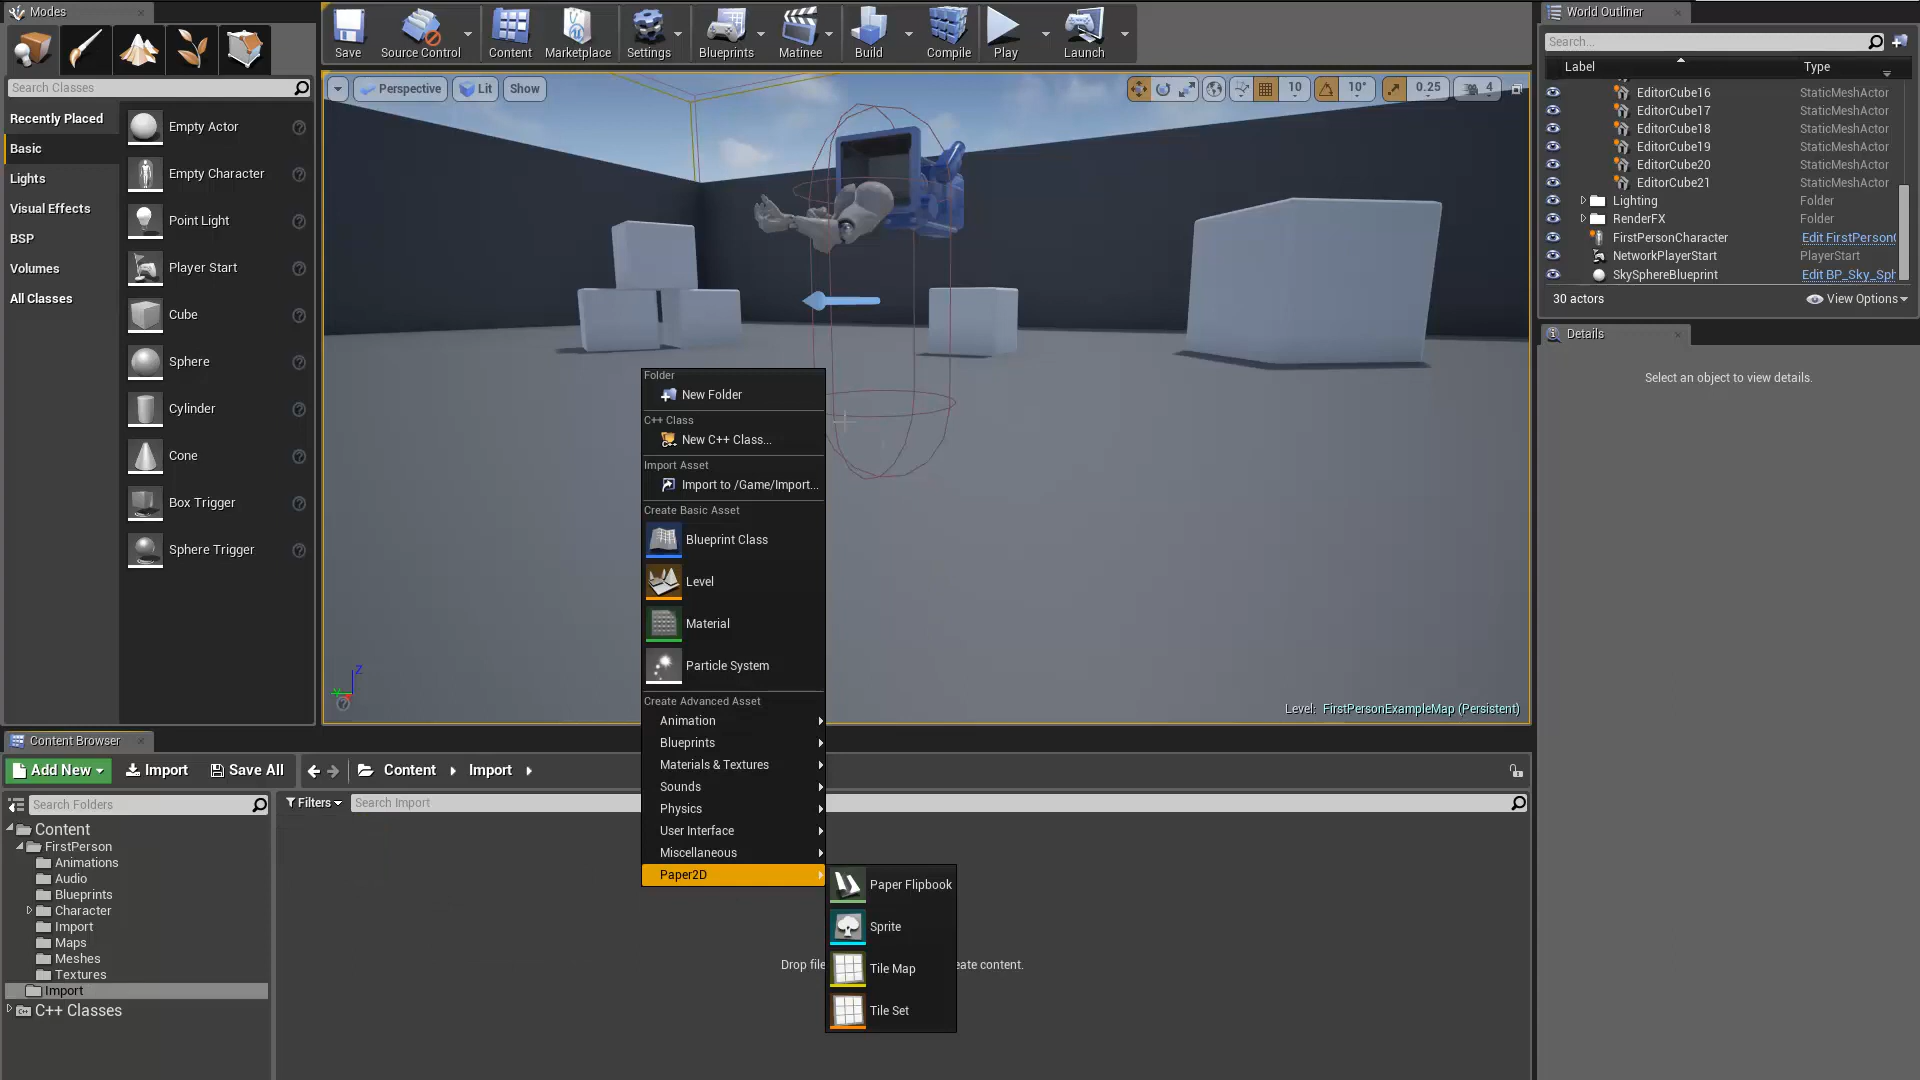 Modes
Save
Source Control
Content
Marketplace
Settings
Blueprints
Matinee
Build
Compile
Play
Launch
Search Classes
Recently Placed
Basic
Lights
Visual Effects
BSP
Volumes
All Classes
Empty Actor
Empty Character
Point Light
Player Start
Cube
Sphere
Cylinder
Cone
Box Trigger
Sphere Trigger
Perspective
Lit
Show
10
10°
0.25
4
Z
Level: FirstPersonExampleMap (Persistent)
World Outliner
Search...
Label Type
EditorCube16 StaticMeshActor
EditorCube17 StaticMeshActor
EditorCube18 StaticMeshActor
EditorCube19 StaticMeshActor
EditorCube20 StaticMeshActor
EditorCube21 StaticMeshActor
Lighting Folder
RenderFX Folder
FirstPersonCharacter Edit FirstPerson
NetworkPlayerStart PlayerStart
SkySphereBlueprint Edit BP_Sky_Sph
30 actors
View Options
Details
Select an object to view details.
Folder
New Folder
C++ Class
New C++ Class...
Import Asset
Import to /Game/Import...
Create Basic Asset
Blueprint Class
Level
Material
Particle System
Create Advanced Asset
Animation
Blueprints
Materials & Textures
Sounds
Physics
User Interface
Miscellaneous
Paper2D
Paper Flipbook
Sprite
Tile Map
Tile Set
Content Browser
Add New
Import
Save All
Content
Import
Search Folders
Filters
Search Import
Content
FirstPerson
Animations
Audio
Blueprints
Character
Import
Maps
Meshes
Textures
Import
C++ Classes
Drop file
eate content.